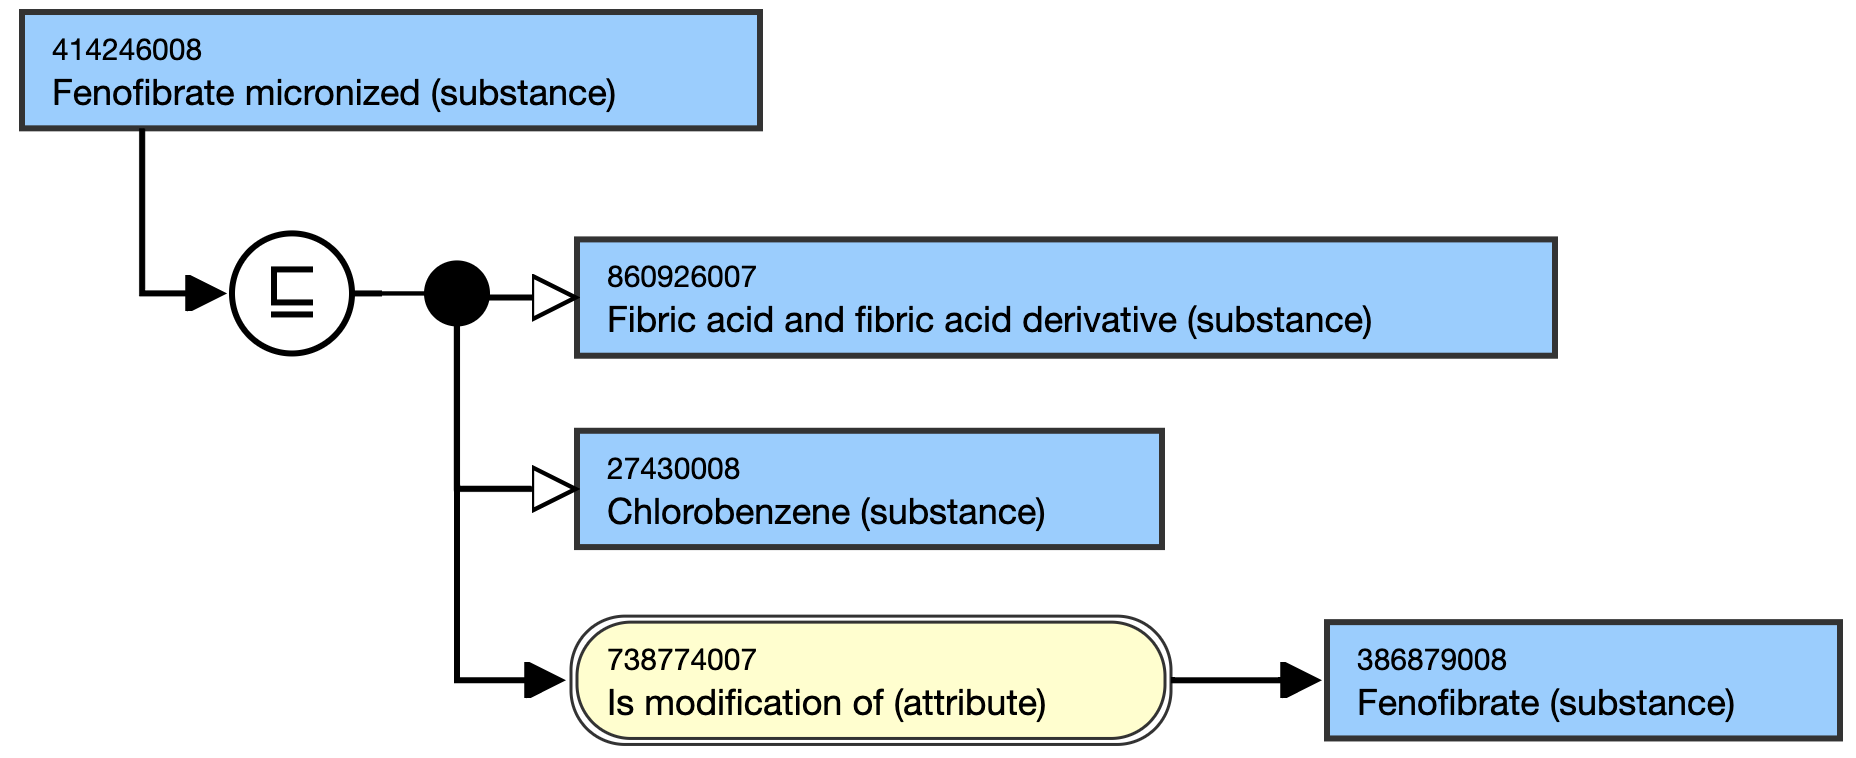 414246008
Fenofibrate micronized (substance)
⊑
860926007
Fibric acid and fibric acid derivative (substance)
27430008
Chlorobenzene (substance)
738774007
Is modification of (attribute)
386879008
Fenofibrate (substance)